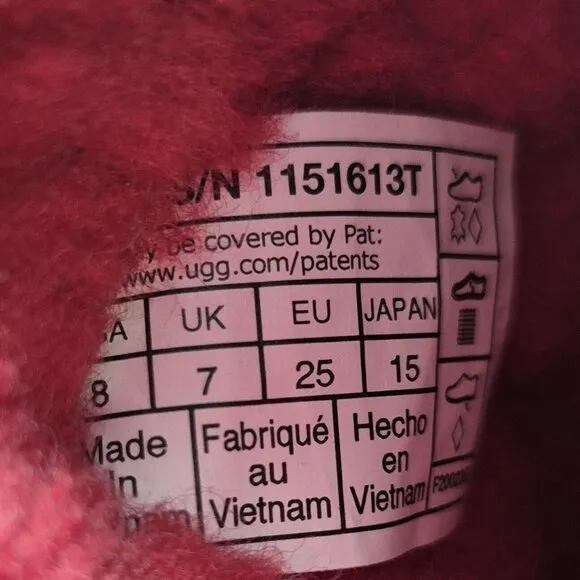 S/N 1151613T
y be covered by Pat:
www.ugg.com/patents
UK EU JAPAN
8 7 25 15
Made Fabriqué Hecho
in au en
Vietnam Vietnam